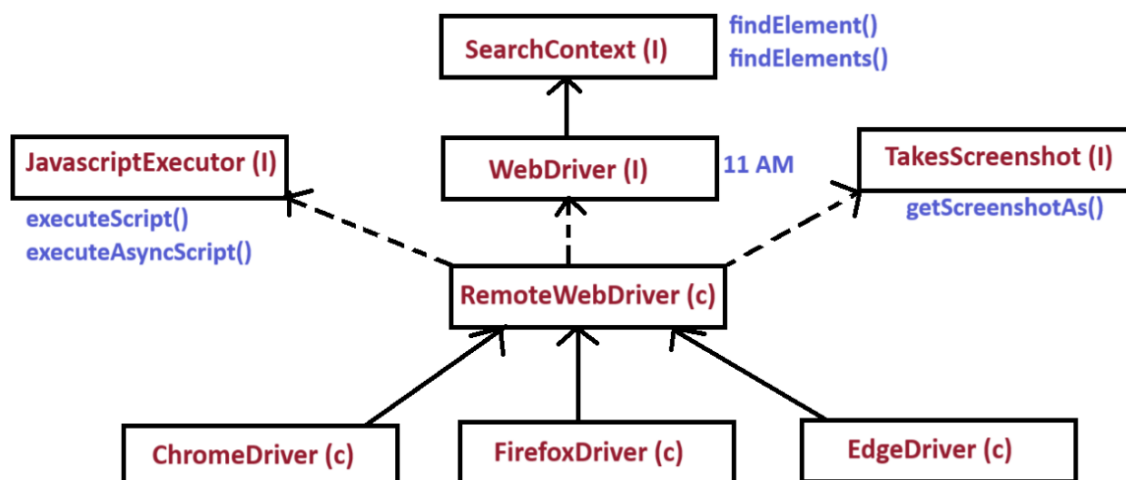 SearchContext (I)
findElement()
findElements()
JavascriptExecutor (I)
executeScript()
executeAsyncScript()
WebDriver (I)
11 AM
TakesScreenshot (I)
getScreenshotAs()
RemoteWebDriver (c)
ChromeDriver (c)
FirefoxDriver (c)
EdgeDriver (c)